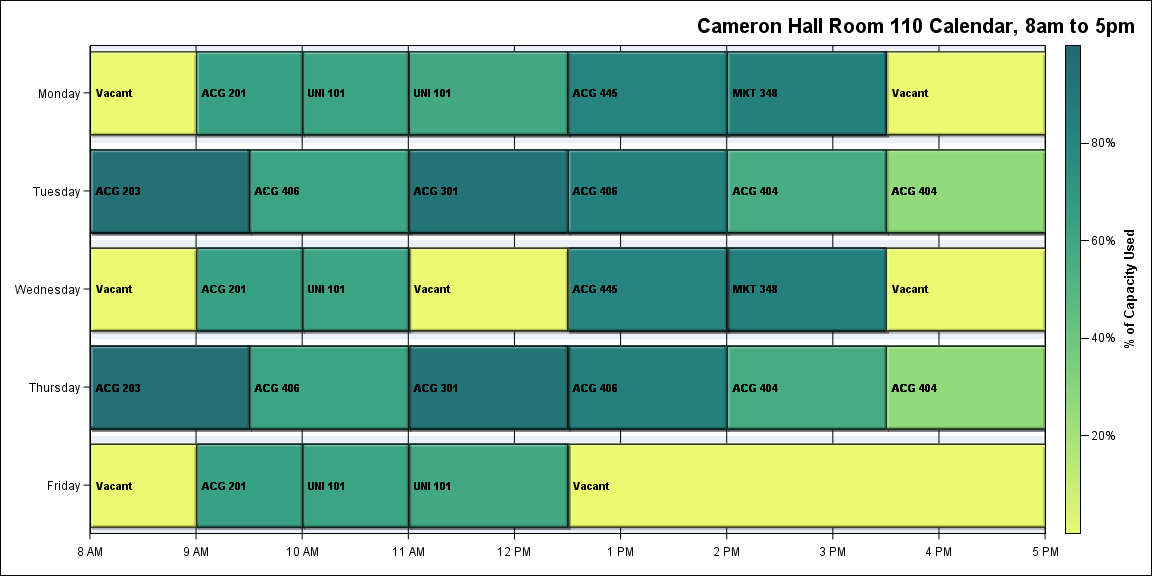 Cameron Hall Room 110 Calendar, 8am to 5pm
Monday
Vacant
ACG 201
UNI 101
UNI 101
ACG 445
MKT 348
Vacant
Tuesday
ACG 203
ACG 406
ACG 301
ACG 406
ACG 404
ACG 404
Wednesday
Vacant
ACG 201
UNI 101
Vacant
ACG 445
MKT 348
Vacant
Thursday
ACG 203
ACG 406
ACG 301
ACG 406
ACG 404
ACG 404
Friday
Vacant
ACG 201
UNI 101
UNI 101
Vacant
8 AM
9 AM
10 AM
11 AM
12 PM
1 PM
2 PM
3 PM
4 PM
5 PM
80%
60%
40%
20%
% of Capacity Used